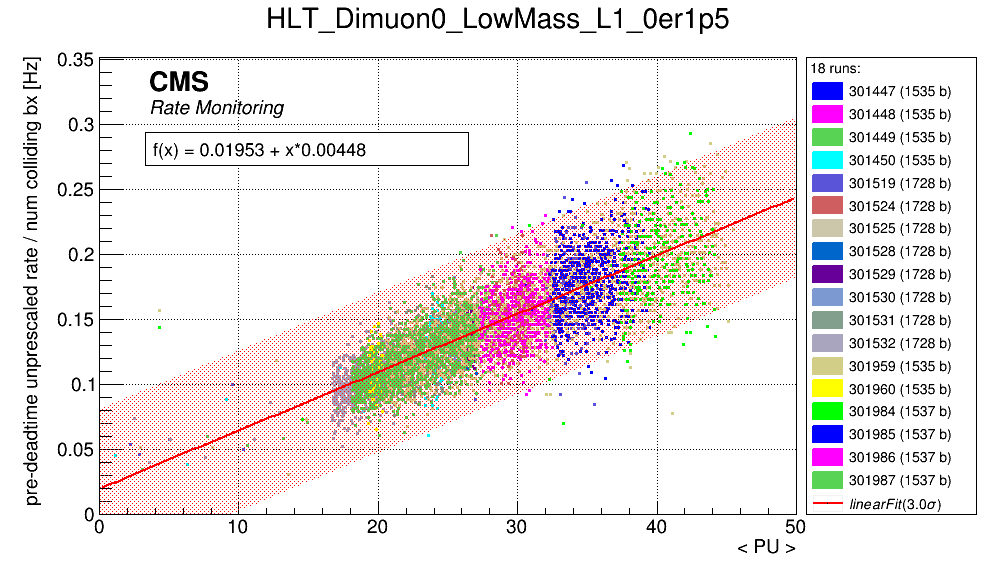 HLT_Dimuon0_LowMass_L1_0er1p5
pre-deadtime unprescaled rate / num colliding bx [Hz]
0.35
0.3
0.25
0.2
0.15
0.1
0.05
0
CMS
Rate Monitoring
f(x) = 0.01953 + x*0.00448
0 10 20 30 40 50
< PU >
18 runs:
301447 (1535 b)
301448 (1535 b)
301449 (1535 b)
301450 (1535 b)
301519 (1728 b)
301524 (1728 b)
301525 (1728 b)
301528 (1728 b)
301529 (1728 b)
301530 (1728 b)
301531 (1728 b)
301532 (1728 b)
301959 (1535 b)
301960 (1535 b)
301984 (1537 b)
301985 (1537 b)
301986 (1537 b)
301987 (1537 b)
linearFit(3.0σ)